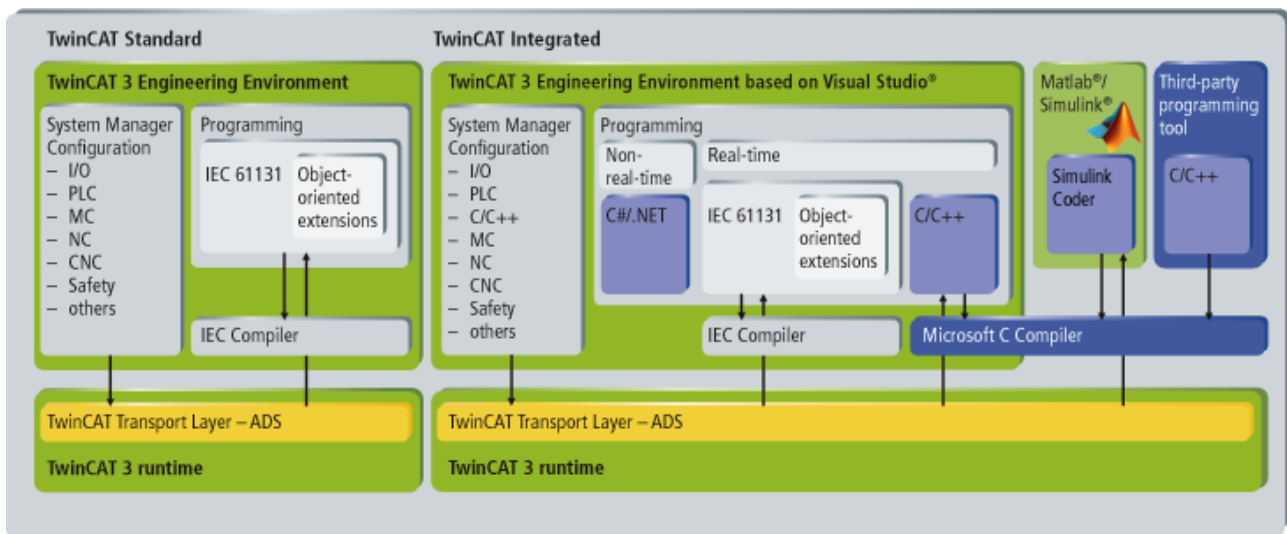 TwinCAT Standard
TwinCAT 3 Engineering Environment
System Manager
Configuration
– I/O
– PLC
– MC
– NC
– CNC
– Safety
– others
Programming
IEC 61131
Object-
oriented
extensions
IEC Compiler
TwinCAT Transport Layer – ADS
TwinCAT 3 runtime
TwinCAT Integrated
TwinCAT 3 Engineering Environment based on Visual Studio®
System Manager
Configuration
– I/O
– PLC
– C/C++
– MC
– NC
– CNC
– Safety
– others
Programming
Non-
real-time
C#/.NET
Real-time
IEC 61131
Object-
oriented
extensions
C/C++
IEC Compiler
Matlab®/
Simulink®
Simulink
Coder
Third-party
programming
tool
C/C++
Microsoft C Compiler
TwinCAT Transport Layer – ADS
TwinCAT 3 runtime